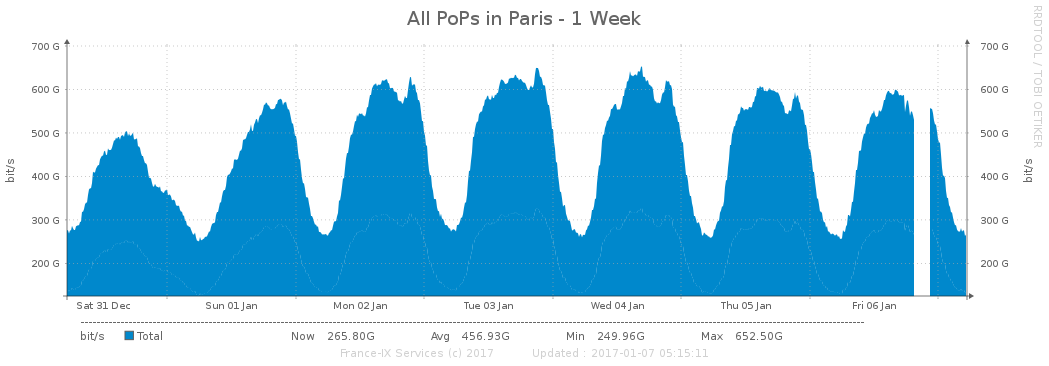 All PoPs in Paris - 1 Week
RRDTOOL / TOBI OETIKER
700 G 700 G
600 G 600 G
500 G 500 G
400 G 400 G
300 G 300 G
200 G 200 G
bit/s bit/s
Sat 31 Dec Sun 01 Jan Mon 02 Jan Tue 03 Jan Wed 04 Jan Thu 05 Jan Fri 06 Jan
bit/s Total Now 265.80G Avg 456.93G Min 249.96G Max 652.50G
France-IX Services (c) 2017 Updated : 2017-01-07 05:15:11